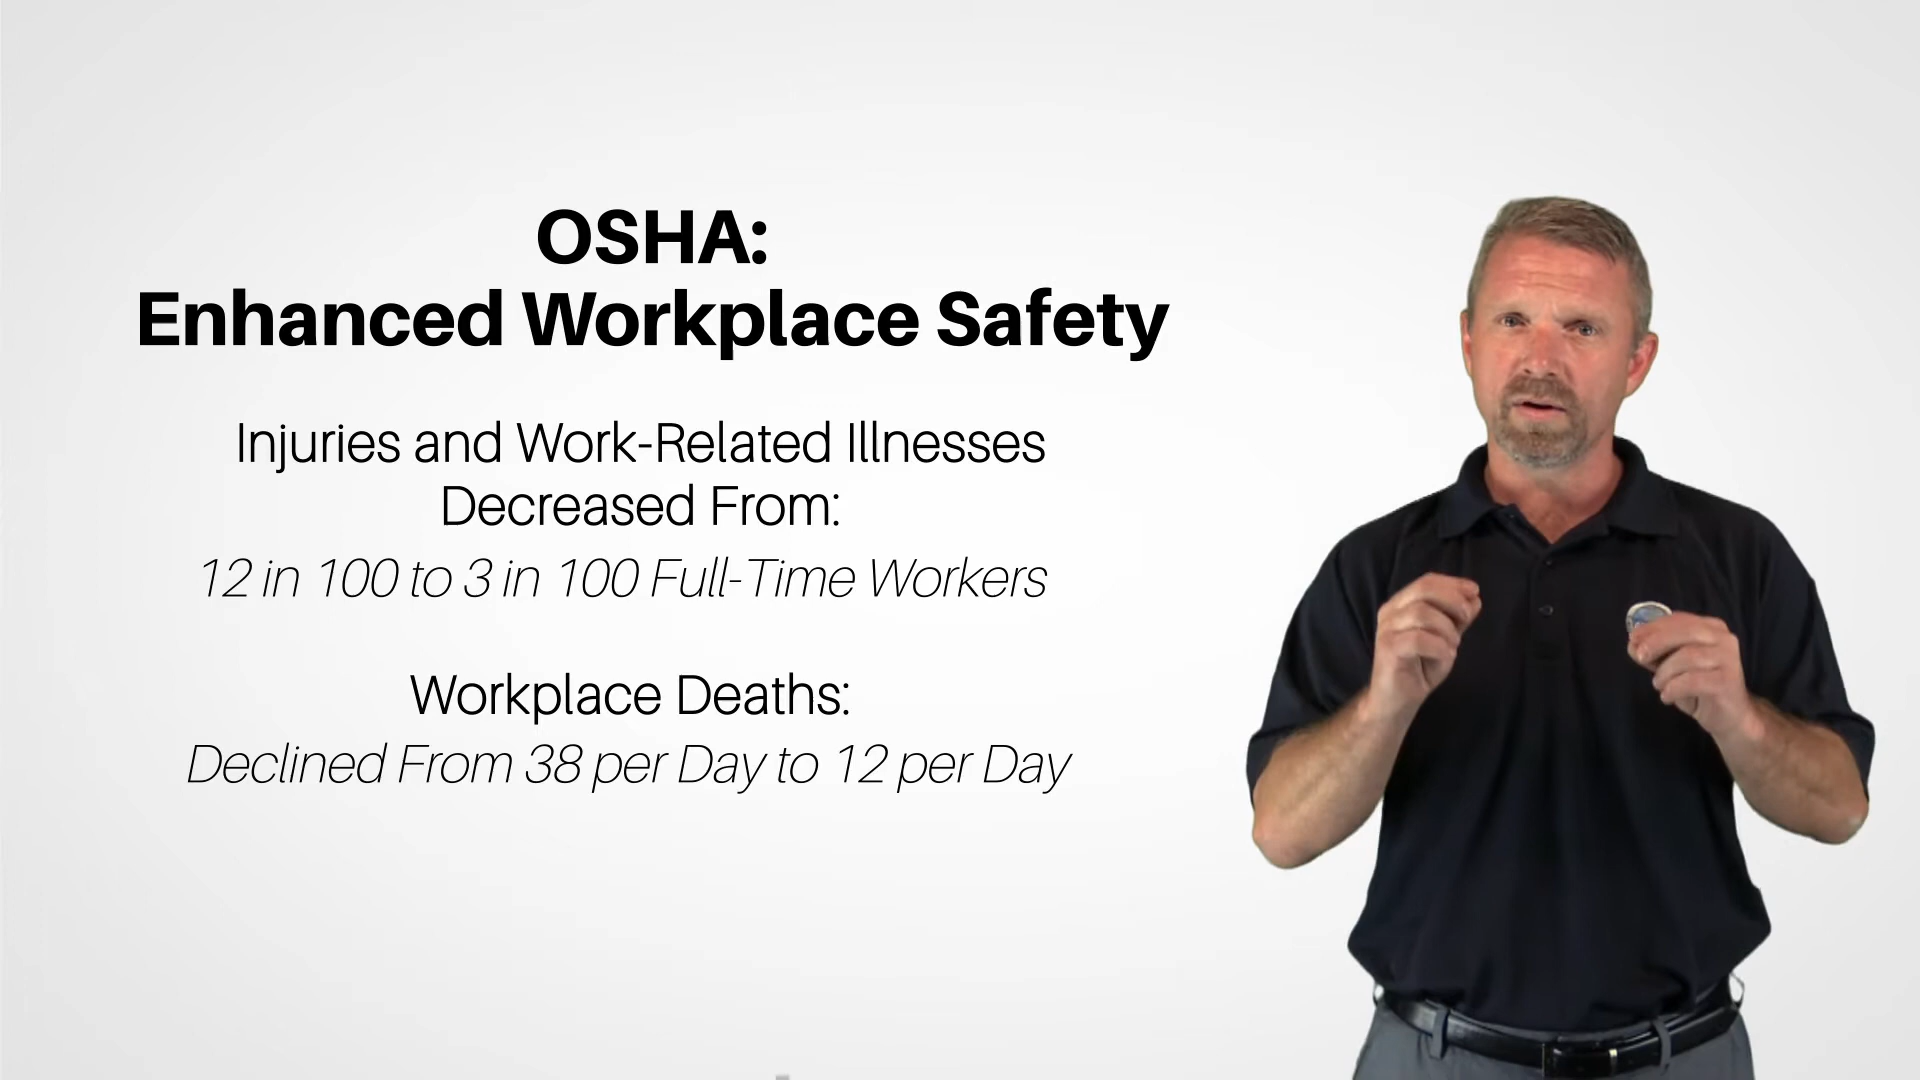 OSHA:
Enhanced Workplace Safety
Injuries and Work-Related Illnesses
Decreased From:
12 in 100 to 3 in 100 Full-Time Workers
Workplace Deaths:
Declined From 38 per Day to 12 per Day